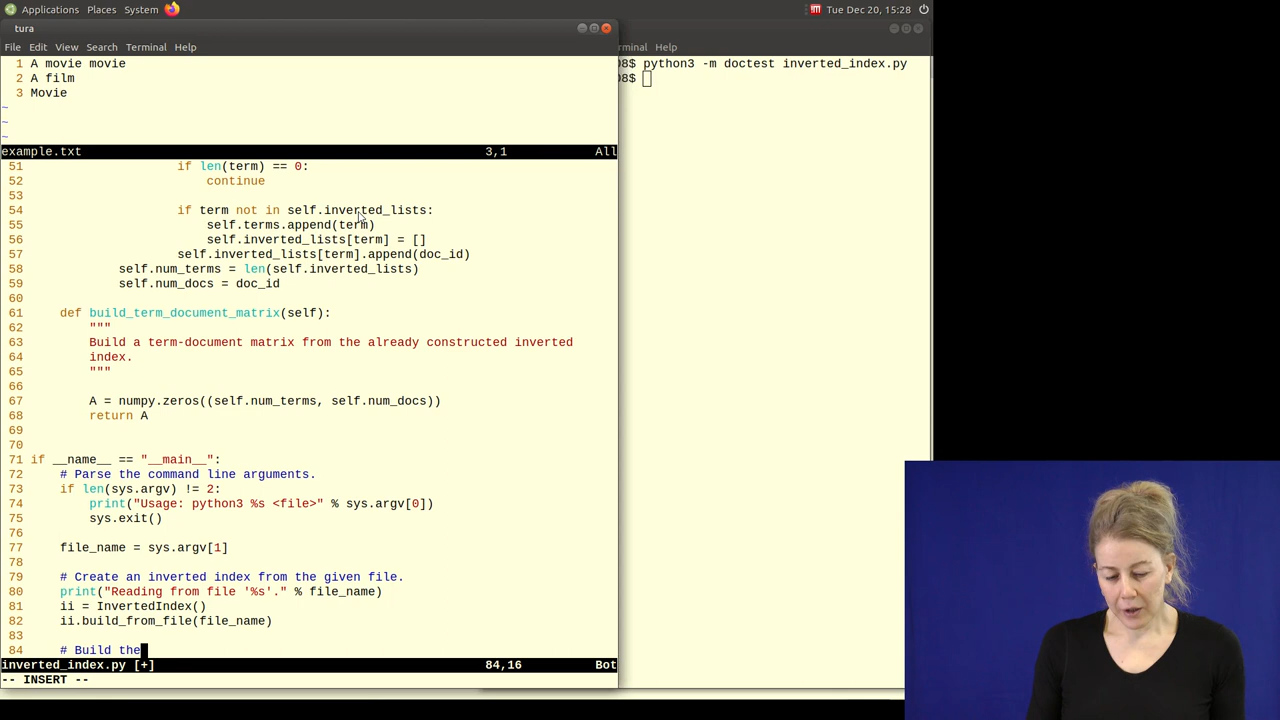 Applications Places System Tue Dec 20, 15:28
tura
File Edit View Search Terminal Help rminal Help
1 A movie movie
2 A film
3 Movie
~
~
~
example.txt 3,1 All
51 if len(term) == 0:
52 continue
53
54 if term not in self.inverted_lists:
55 self.terms.append(term)
56 self.inverted_lists[term] = []
57 self.inverted_lists[term].append(doc_id)
58 self.num_terms = len(self.inverted_lists)
59 self.num_docs = doc_id
60
61 def build_term_document_matrix(self):
62 """
63 Build a term-document matrix from the already constructed inverted
64 index.
65 """
66
67 A = numpy.zeros((self.num_terms, self.num_docs))
68 return A
69
70
71 if __name__ == "__main__":
72 # Parse the command line arguments.
73 if len(sys.argv) != 2:
74 print("Usage: python3 %s <file>" % sys.argv[0])
75 sys.exit()
76
77 file_name = sys.argv[1]
78
79 # Create an inverted index from the given file.
80 print("Reading from file '%s'." % file_name)
81 ii = InvertedIndex()
82 ii.build_from_file(file_name)
83
84 # Build the
inverted_index.py [+] 84,16 Bot
-- INSERT --
08$ python3 -m doctest inverted_index.py
08$